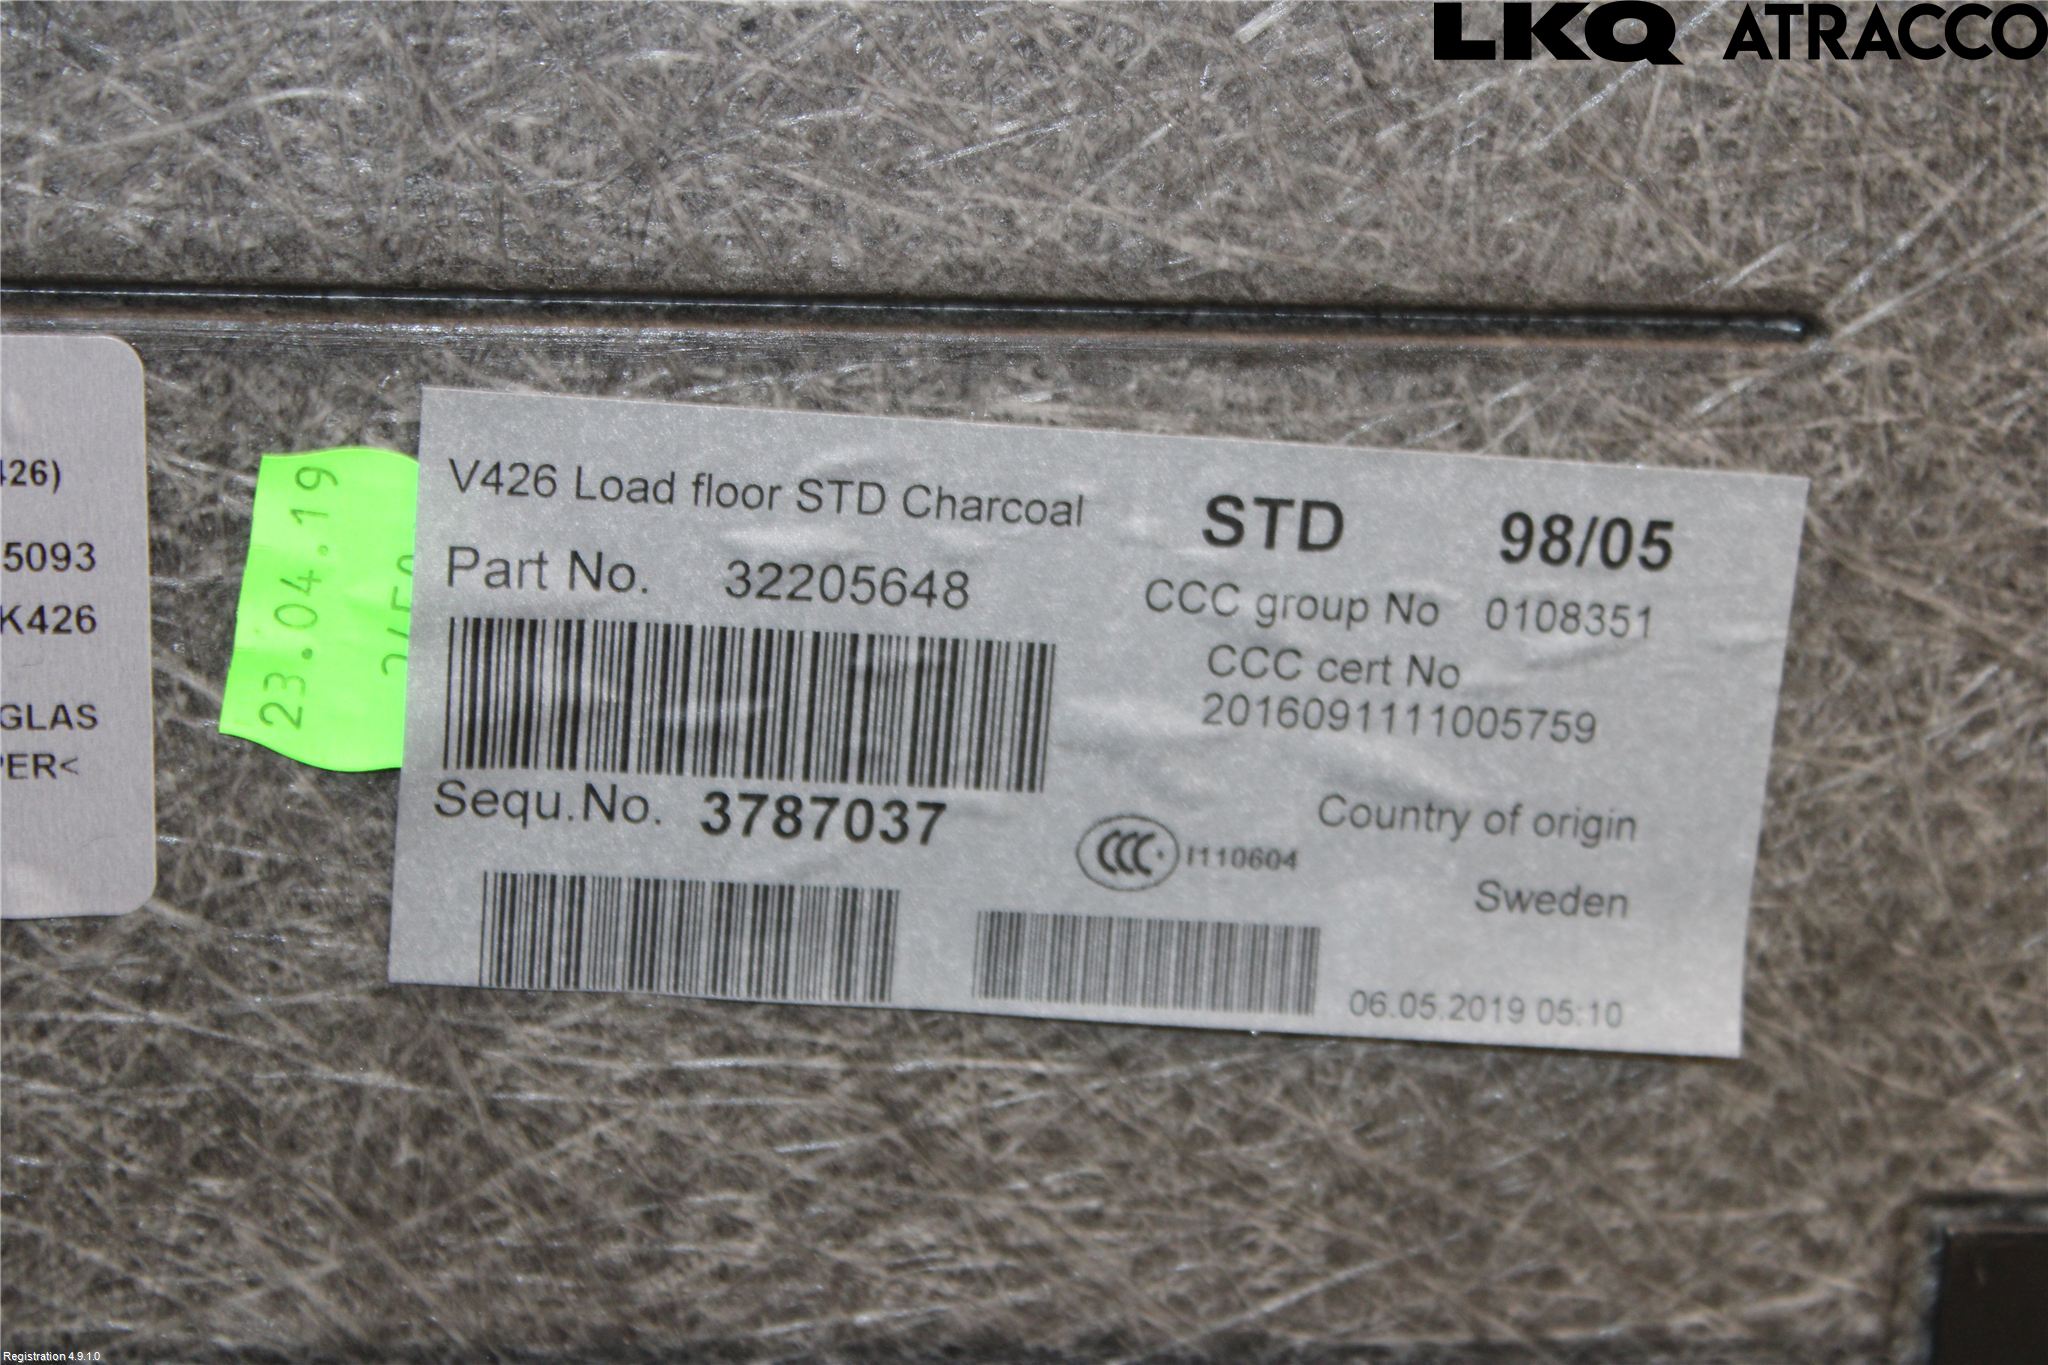 LKQ ATRACCO
426)
5093
K426
GLAS
PER<
23.04.19
V426 Load floor STD Charcoal
STD 98/05
Part No. 32205648
CCC group No 0108351
CCC cert No
2016091111005759
Sequ.No. 3787037
CCC I110604
Country of origin
Sweden
06.05.2019 05:10
Registration 4.9.1.0